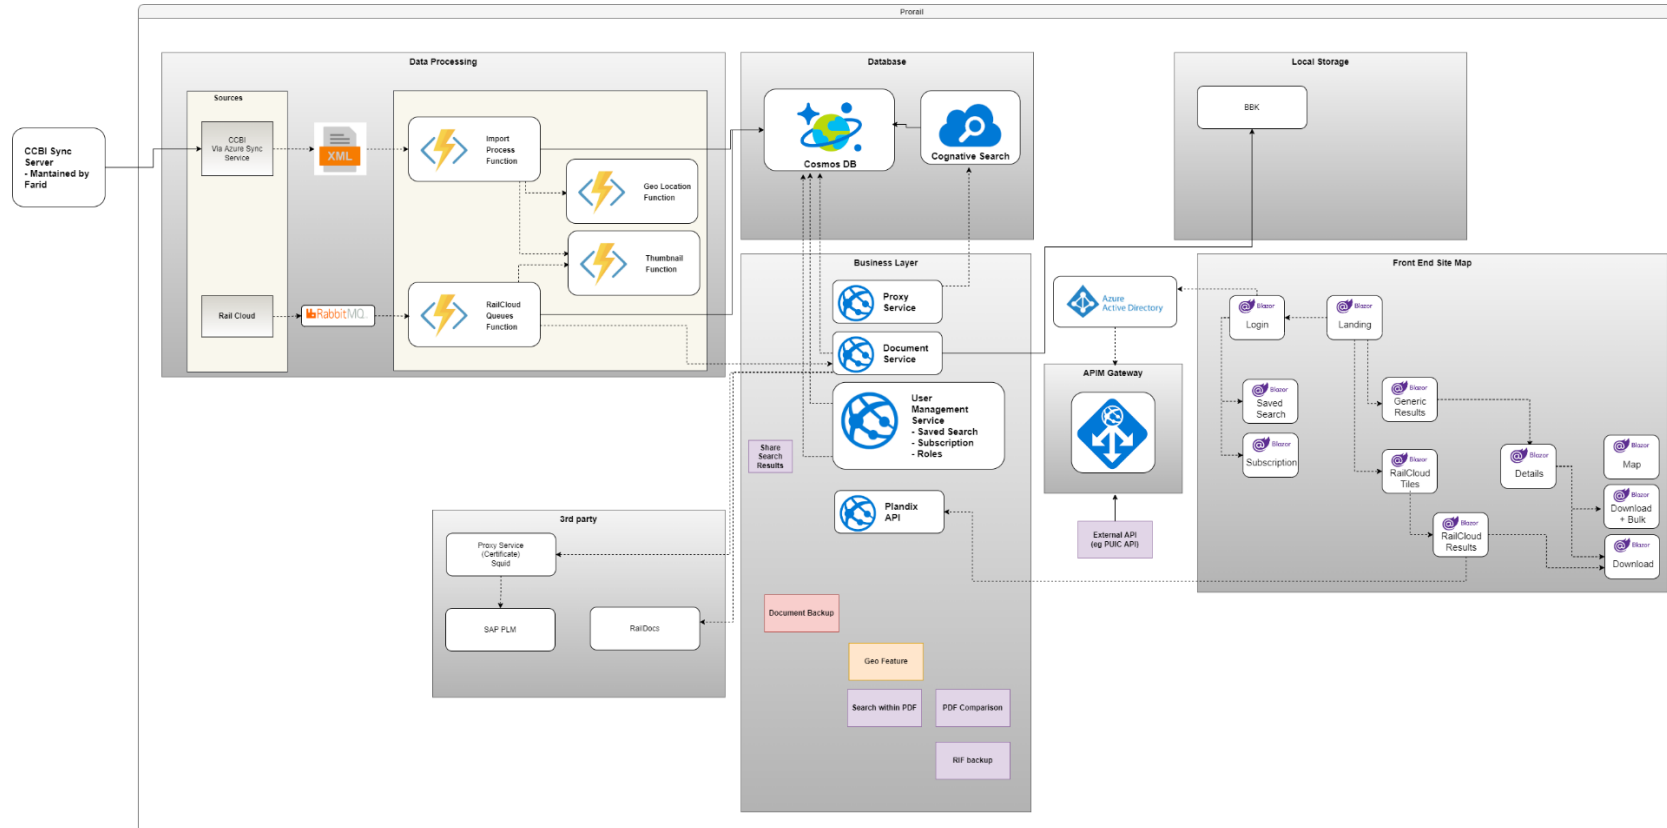 Prorail
Data Processing
Sources
CCBI
Via Azure Sync
Service
XML
Import
Process
Function
Geo Location
Function
Thumbnail
Function
Rail Cloud
RabbitMQ
RailCloud
Queues
Function
CCBI Sync
Server
- Mantained by
Farid
Database
Cosmos DB
Cognative Search
Local Storage
BBK
Business Layer
Proxy
Service
Document
Service
User
Management
Service
- Saved Search
- Subscription
- Roles
Share
Search
Results
Plandix
API
Document Backup
Geo Feature
Search within PDF
PDF Comparison
RIF backup
3rd party
Proxy Service
(Certificate)
Squid
SAP PLM
RailDocs
Azure
Active Directory
APIM Gateway
External API
(eg PUIC API)
Front End Site Map
Blazor
Login
Blazor
Landing
Blazor
Saved
Search
Blazor
Generic
Results
Blazor
Subscription
Blazor
RailCloud
Tiles
Blazor
Details
Blazor
Map
Blazor
Download
+ Bulk
Blazor
RailCloud
Results
Blazor
Download